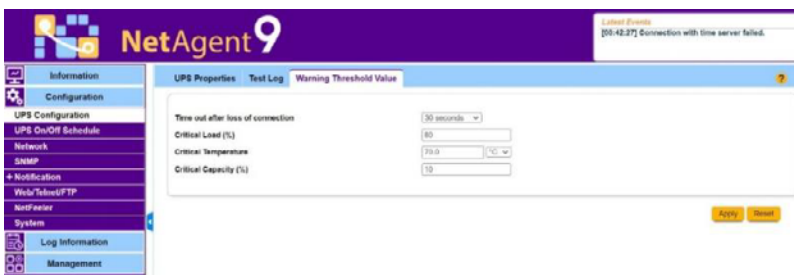 NetAgent 9
Latest Events
[00:42:27] Connection with time server failed.
Information
Configuration
UPS Configuration
UPS On/Off Schedule
Network
SNMP
+ Notification
Web/Telnet/FTP
NetFeeler
System
Log Information
Management
UPS Properties Test Log Warning Threshold Value
?
Time out after loss of connection 30 seconds
Critical Load (%) 80
Critical Temperature 70.0 °C
Critical Capacity (%) 10
Apply Reset